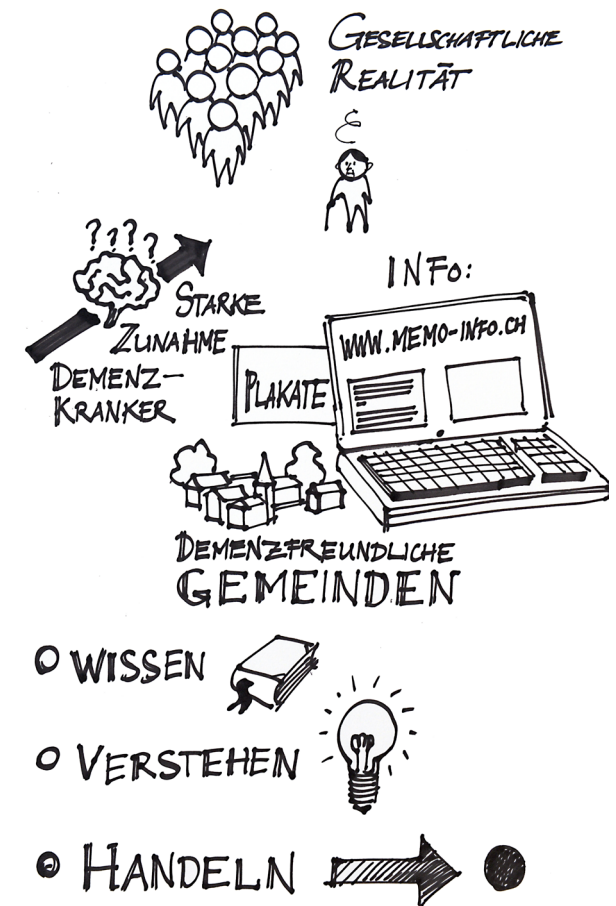 GESELLSCHAFTLICHE
REALITÄT
? ? ? ?
STARKE
ZUNAHME
DEMENZ-
KRANKER
INFO:
WWW.MEMO-INFO.CH
PLAKATE
DEMENZFREUNDLICHE
GEMEINDEN
WISSEN
VERSTEHEN
HANDELN